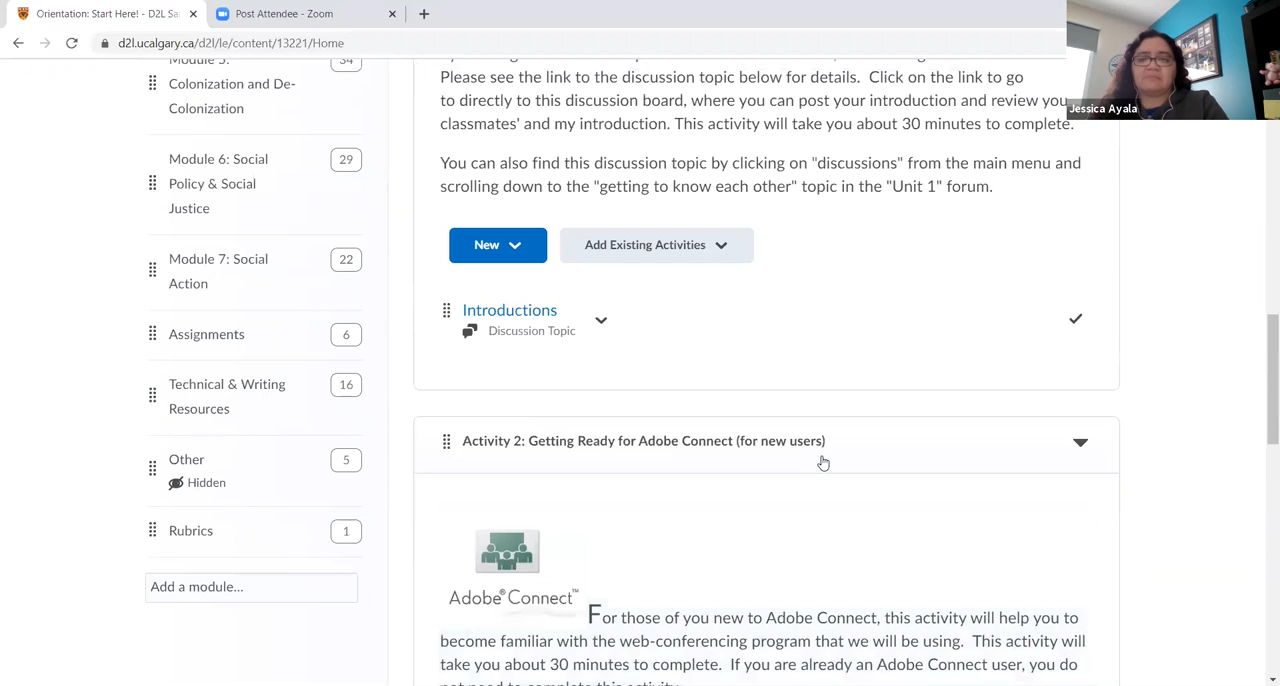 Orientation: Start Here! - D2L Sa
Post Attendee - Zoom
d2l.ucalgary.ca/d2l/le/content/13221/Home
Jessica Ayala
Colonization and De-
Colonization
34
Module 6: Social
Policy & Social
Justice
29
Module 7: Social
Action
22
Assignments
6
Technical & Writing
Resources
16
Other
5
Hidden
Rubrics
1
Add a module...
Please see the link to the discussion topic below for details. Click on the link to go
to directly to this discussion board, where you can post your introduction and review you
classmates' and my introduction. This activity will take you about 30 minutes to complete.
You can also find this discussion topic by clicking on "discussions" from the main menu and
scrolling down to the "getting to know each other" topic in the "Unit 1" forum.
New
Add Existing Activities
Introductions
Discussion Topic
Activity 2: Getting Ready for Adobe Connect (for new users)
Adobe® Connect™
For those of you new to Adobe Connect, this activity will help you to
become familiar with the web-conferencing program that we will be using. This activity will
take you about 30 minutes to complete. If you are already an Adobe Connect user, you do
not need to complete this activity.